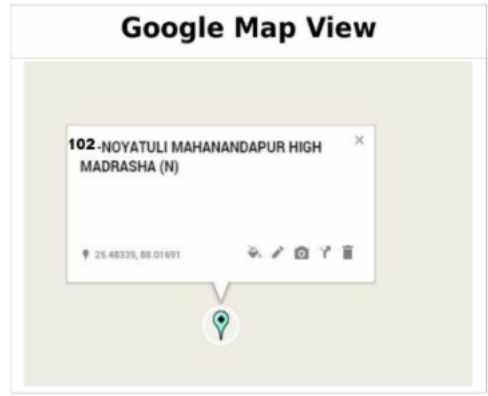 Google Map View
102-NOYATULI MAHANANDAPUR HIGH
MADRASHA (N)
25.48339, 88.01691